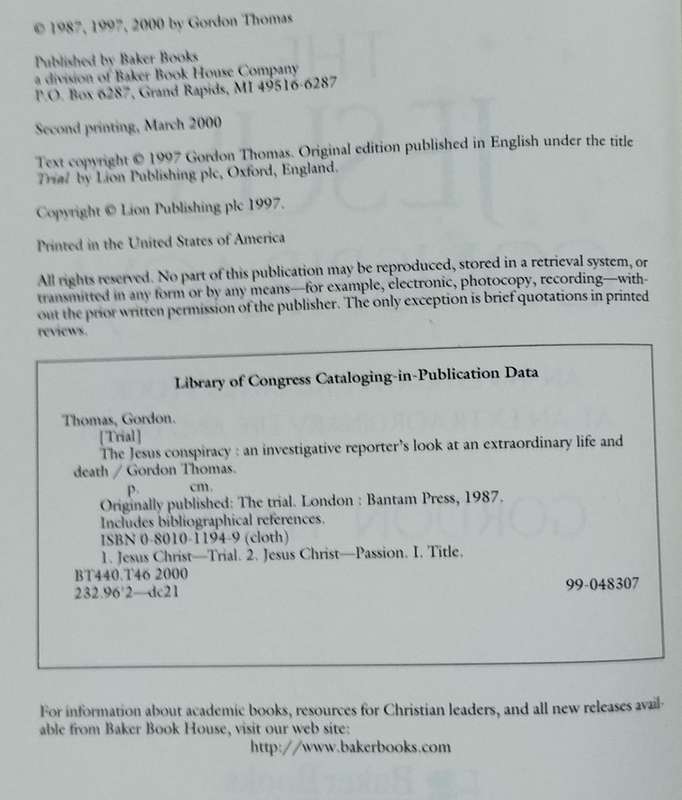 © 1987, 1997, 2000 by Gordon Thomas
Published by Baker Books
a division of Baker Book House Company
P.O. Box 6287, Grand Rapids, MI 49516-6287
Second printing, March 2000
Text copyright © 1997 Gordon Thomas. Original edition published in English under the title
Trial by Lion Publishing plc, Oxford, England.
Copyright © Lion Publishing plc 1997.
Printed in the United States of America
All rights reserved. No part of this publication may be reproduced, stored in a retrieval system, or
transmitted in any form or by any means—for example, electronic, photocopy, recording—with-
out the prior written permission of the publisher. The only exception is brief quotations in printed
reviews.
Library of Congress Cataloging-in-Publication Data
Thomas, Gordon.
[Trial]
The Jesus conspiracy : an investigative reporter's look at an extraordinary life and
death / Gordon Thomas.
p. cm.
Originally published: The trial. London : Bantam Press, 1987.
Includes bibliographical references.
ISBN 0-8010-1194-9 (cloth)
1. Jesus Christ—Trial. 2. Jesus Christ—Passion. I. Title.
BT440.T46 2000
232.96'2—dc21 99-048307
For information about academic books, resources for Christian leaders, and all new releases avail-
able from Baker Book House, visit our web site:
http://www.bakerbooks.com